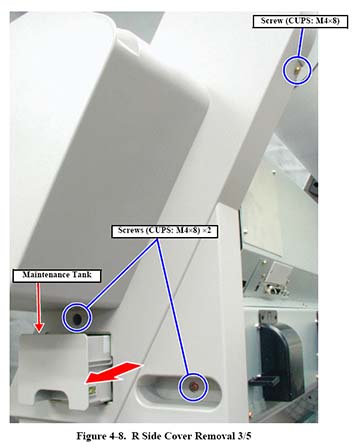 Screw (CUPS: M4×8)
Screws (CUPS: M4×8) ×2
Maintenance Tank
Figure 4-8. R Side Cover Removal 3/5